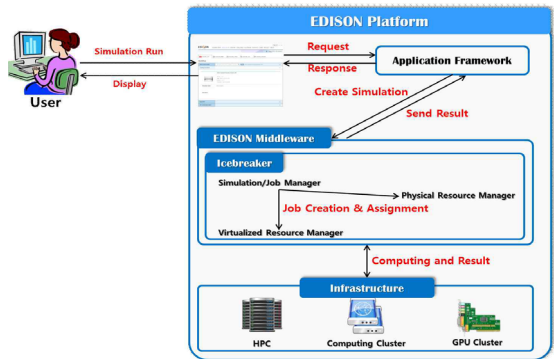 EDISON Platform
Simulation Run
Request
Response
Application Framework
Display
User
Create Simulation
Send Result
EDISON Middleware
Icebreaker
Simulation/Job Manager
Physical Resource Manager
Job Creation & Assignment
Virtualized Resource Manager
Computing and Result
Infrastructure
HPC
Computing Cluster
GPU Cluster